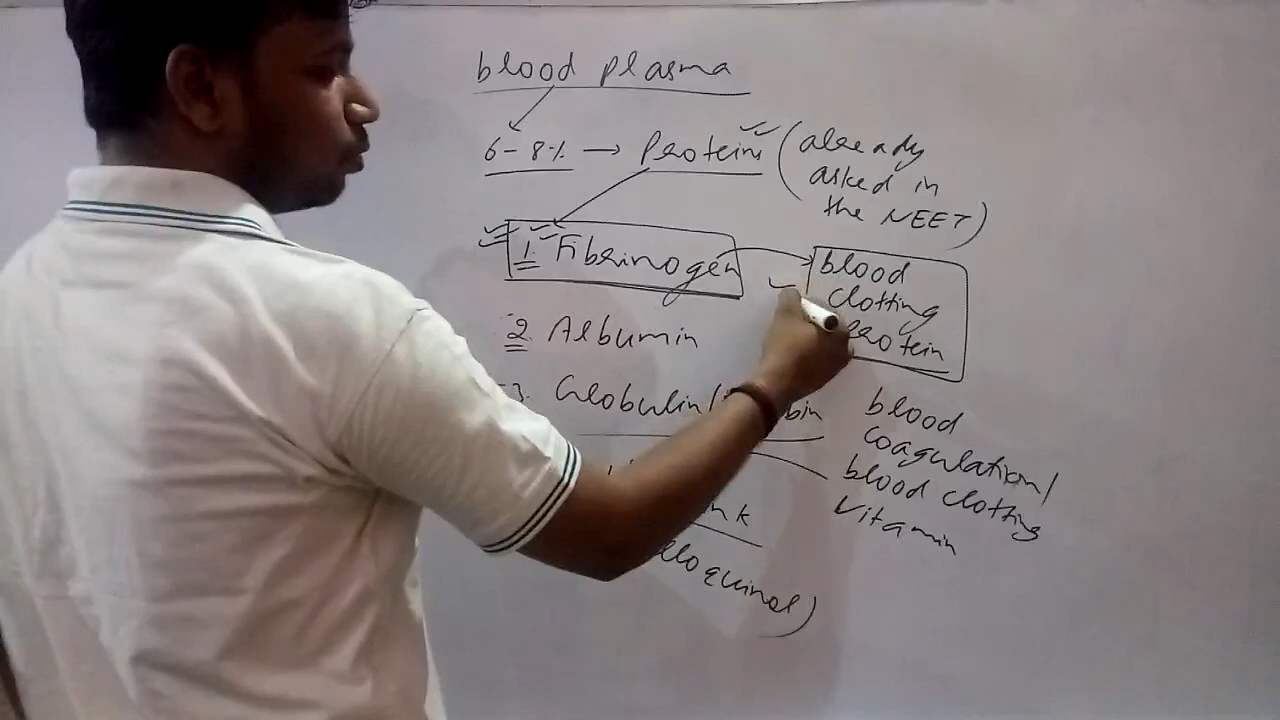 blood plasma
6-8% → Proteins (already
asked in
the NEET)
1. Fibrinogen
blood
clotting
Protein
2. Albumin
3. Globulin/
blood
coagulation/
blood clotting
Vitamin